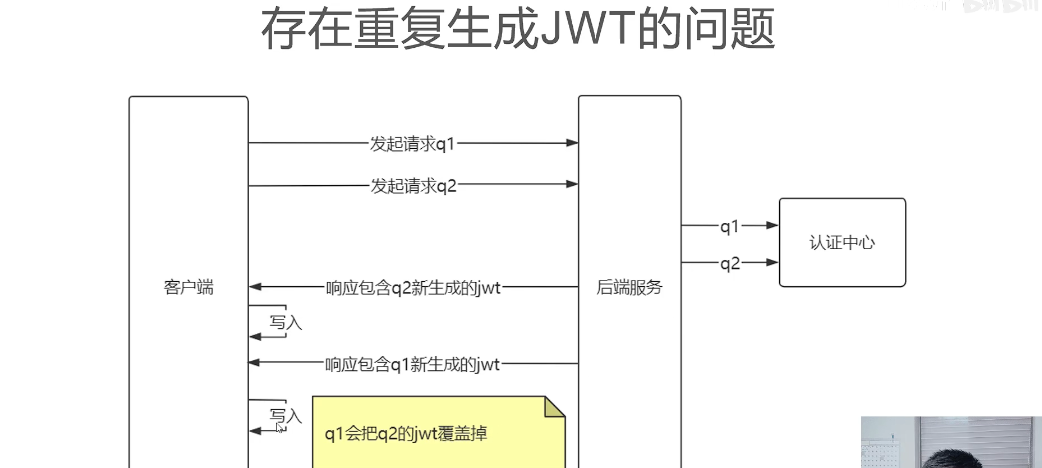 存在重复生成JWT的问题
发起请求q1
发起请求q2
q1
认证中心
q2
客户端
响应包含q2新生成的jwt
后端服务
写入
响应包含q1新生成的jwt
写入
q1会把q2的jwt覆盖掉